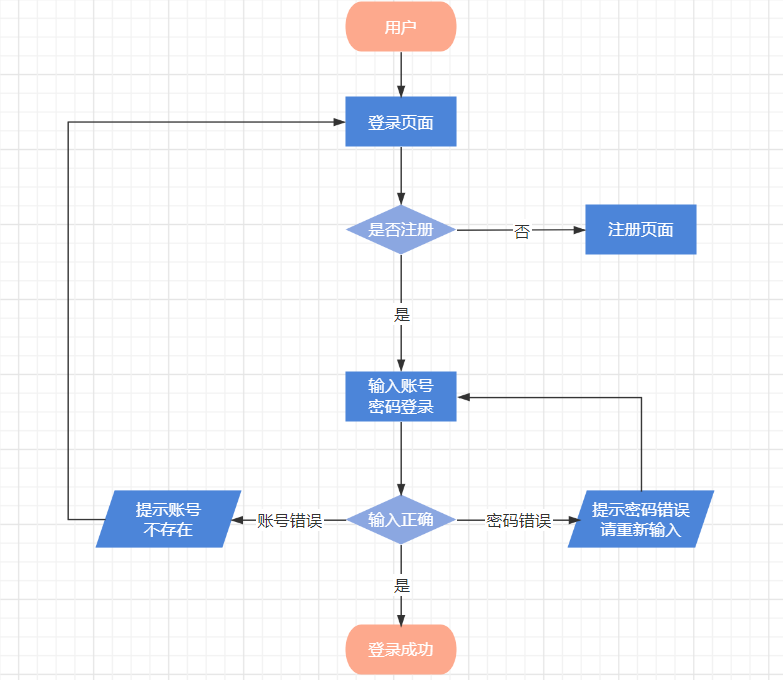 用户
登录页面
是否注册
否
注册页面
是
输入账号
密码登录
提示账号
不存在
账号错误
输入正确
密码错误
提示密码错误
请重新输入
是
登录成功